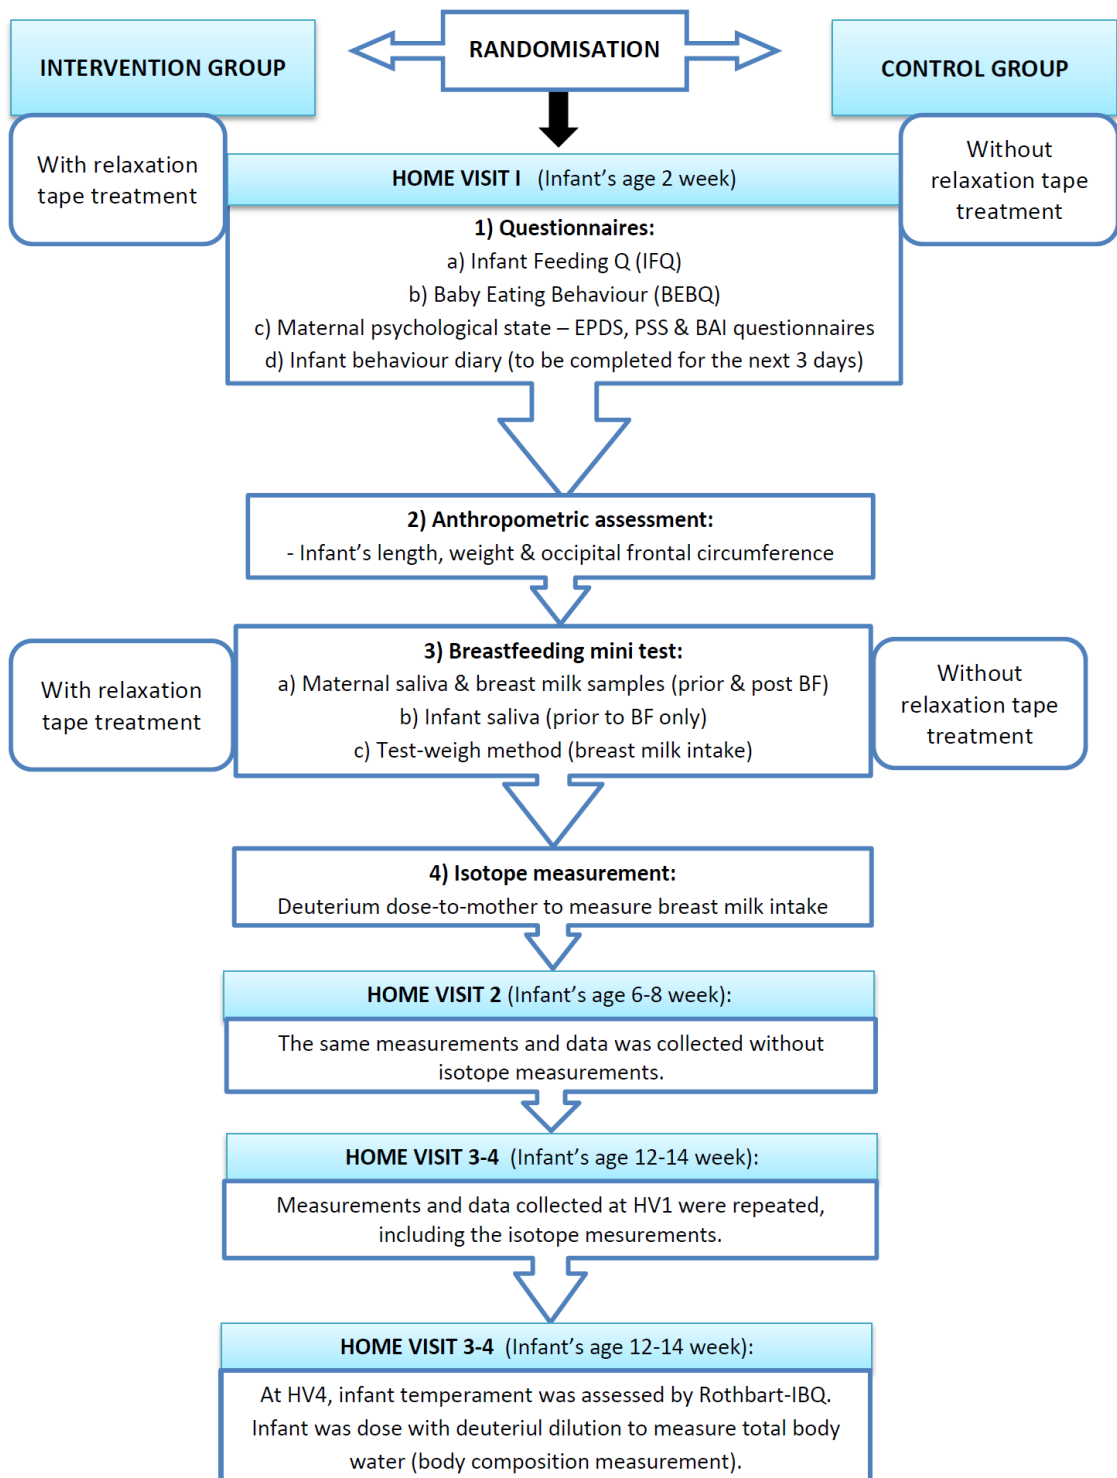 RANDOMISATION
INTERVENTION GROUP
CONTROL GROUP
With relaxation
tape treatment
Without
relaxation tape
treatment
HOME VISIT I (Infant’s age 2 week)
1) Questionnaires:
a) Infant Feeding Q (IFQ)
b) Baby Eating Behaviour (BEBQ)
c) Maternal psychological state – EPDS, PSS & BAI questionnaires
d) Infant behaviour diary (to be completed for the next 3 days)
2) Anthropometric assessment:
- Infant’s length, weight & occipital frontal circumference
With relaxation
tape treatment
3) Breastfeeding mini test:
a) Maternal saliva & breast milk samples (prior & post BF)
b) Infant saliva (prior to BF only)
c) Test-weigh method (breast milk intake)
Without
relaxation tape
treatment
4) Isotope measurement:
Deuterium dose-to-mother to measure breast milk intake
HOME VISIT 2 (Infant’s age 6-8 week):
The same measurements and data was collected without
isotope measurements.
HOME VISIT 3-4 (Infant’s age 12-14 week):
Measurements and data collected at HV1 were repeated,
including the isotope mesurements.
HOME VISIT 3-4 (Infant’s age 12-14 week):
At HV4, infant temperament was assessed by Rothbart-IBQ.
Infant was dose with deuteriul dilution to measure total body
water (body composition measurement).